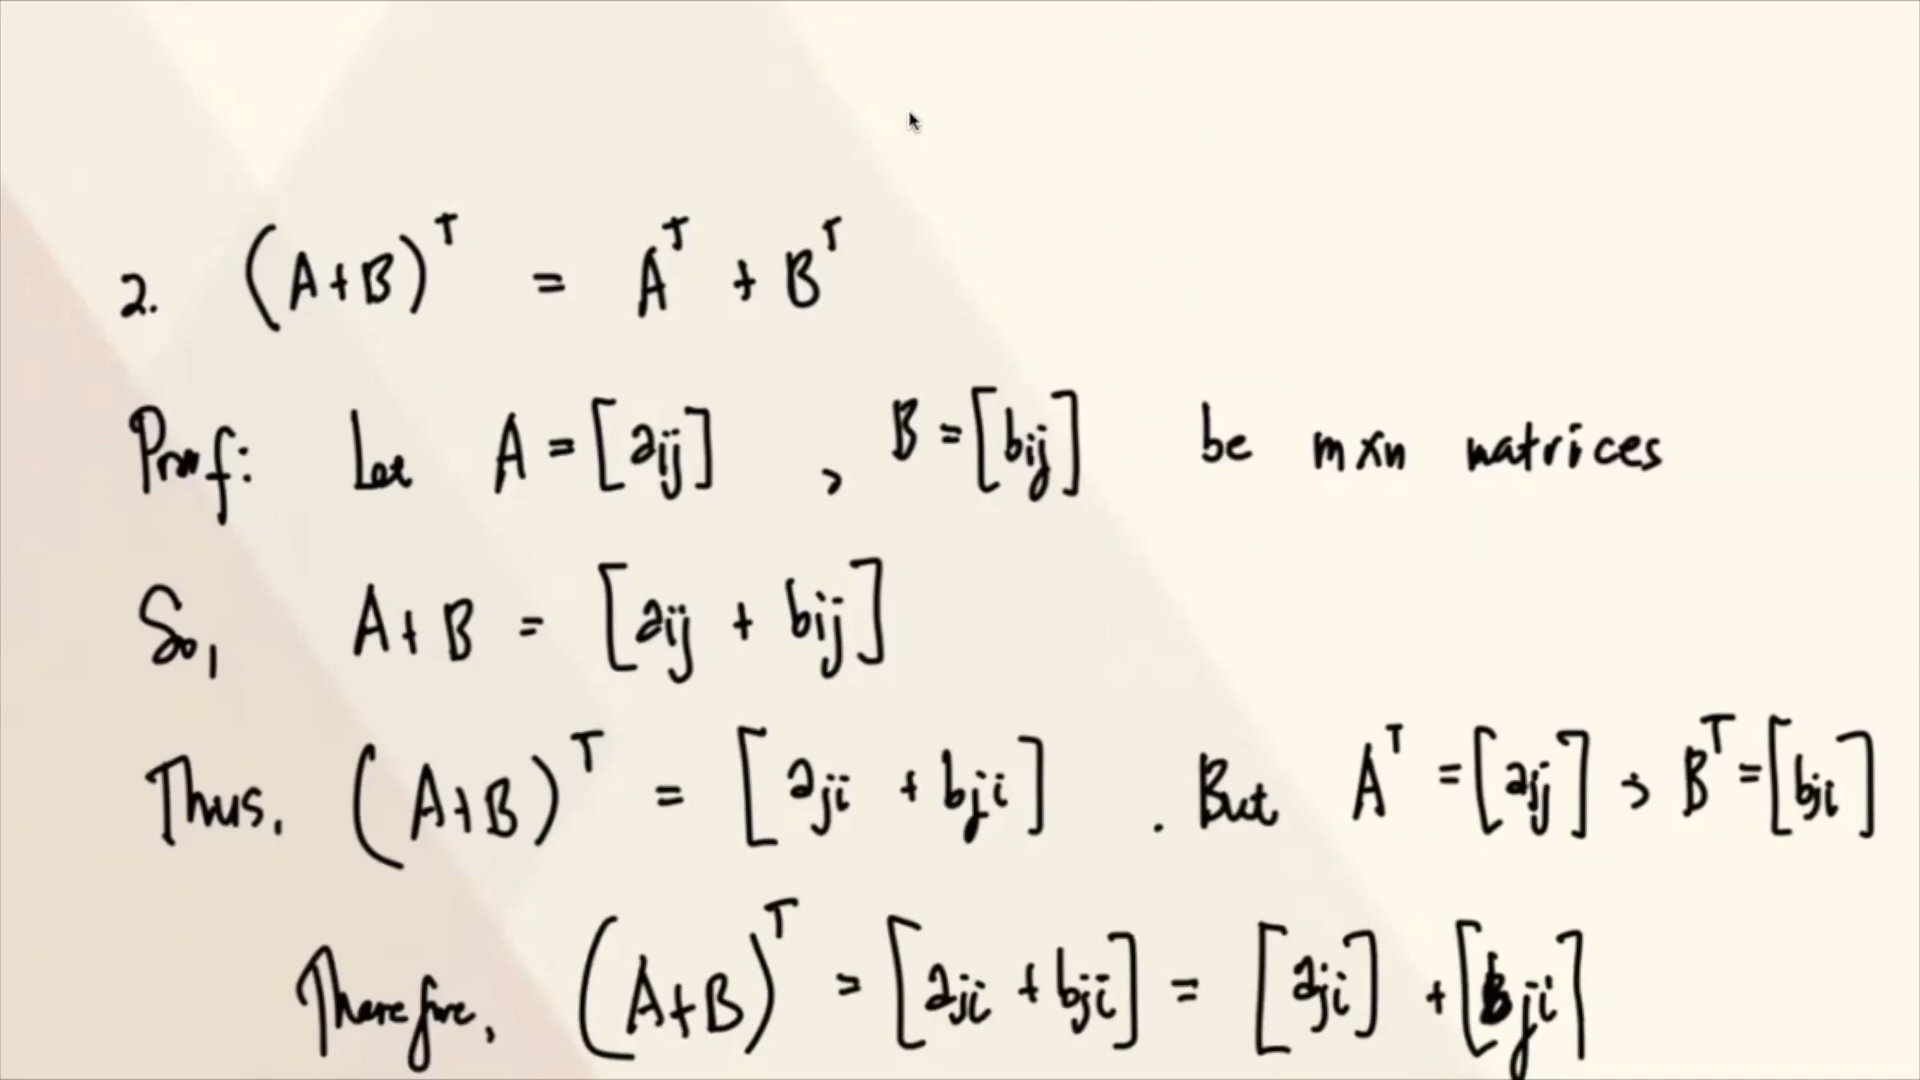 2. (A+B)^T = A^T + B^T
Proof: Let A = [aij] , B = [bij] be m×n matrices
So, A+B = [aij + bij]
Thus, (A+B)^T = [aji + bji] . But A^T = [aij] , B^T = [bji]
Therefore, (A+B)^T = [aji + bji] = [aji] + [bji]